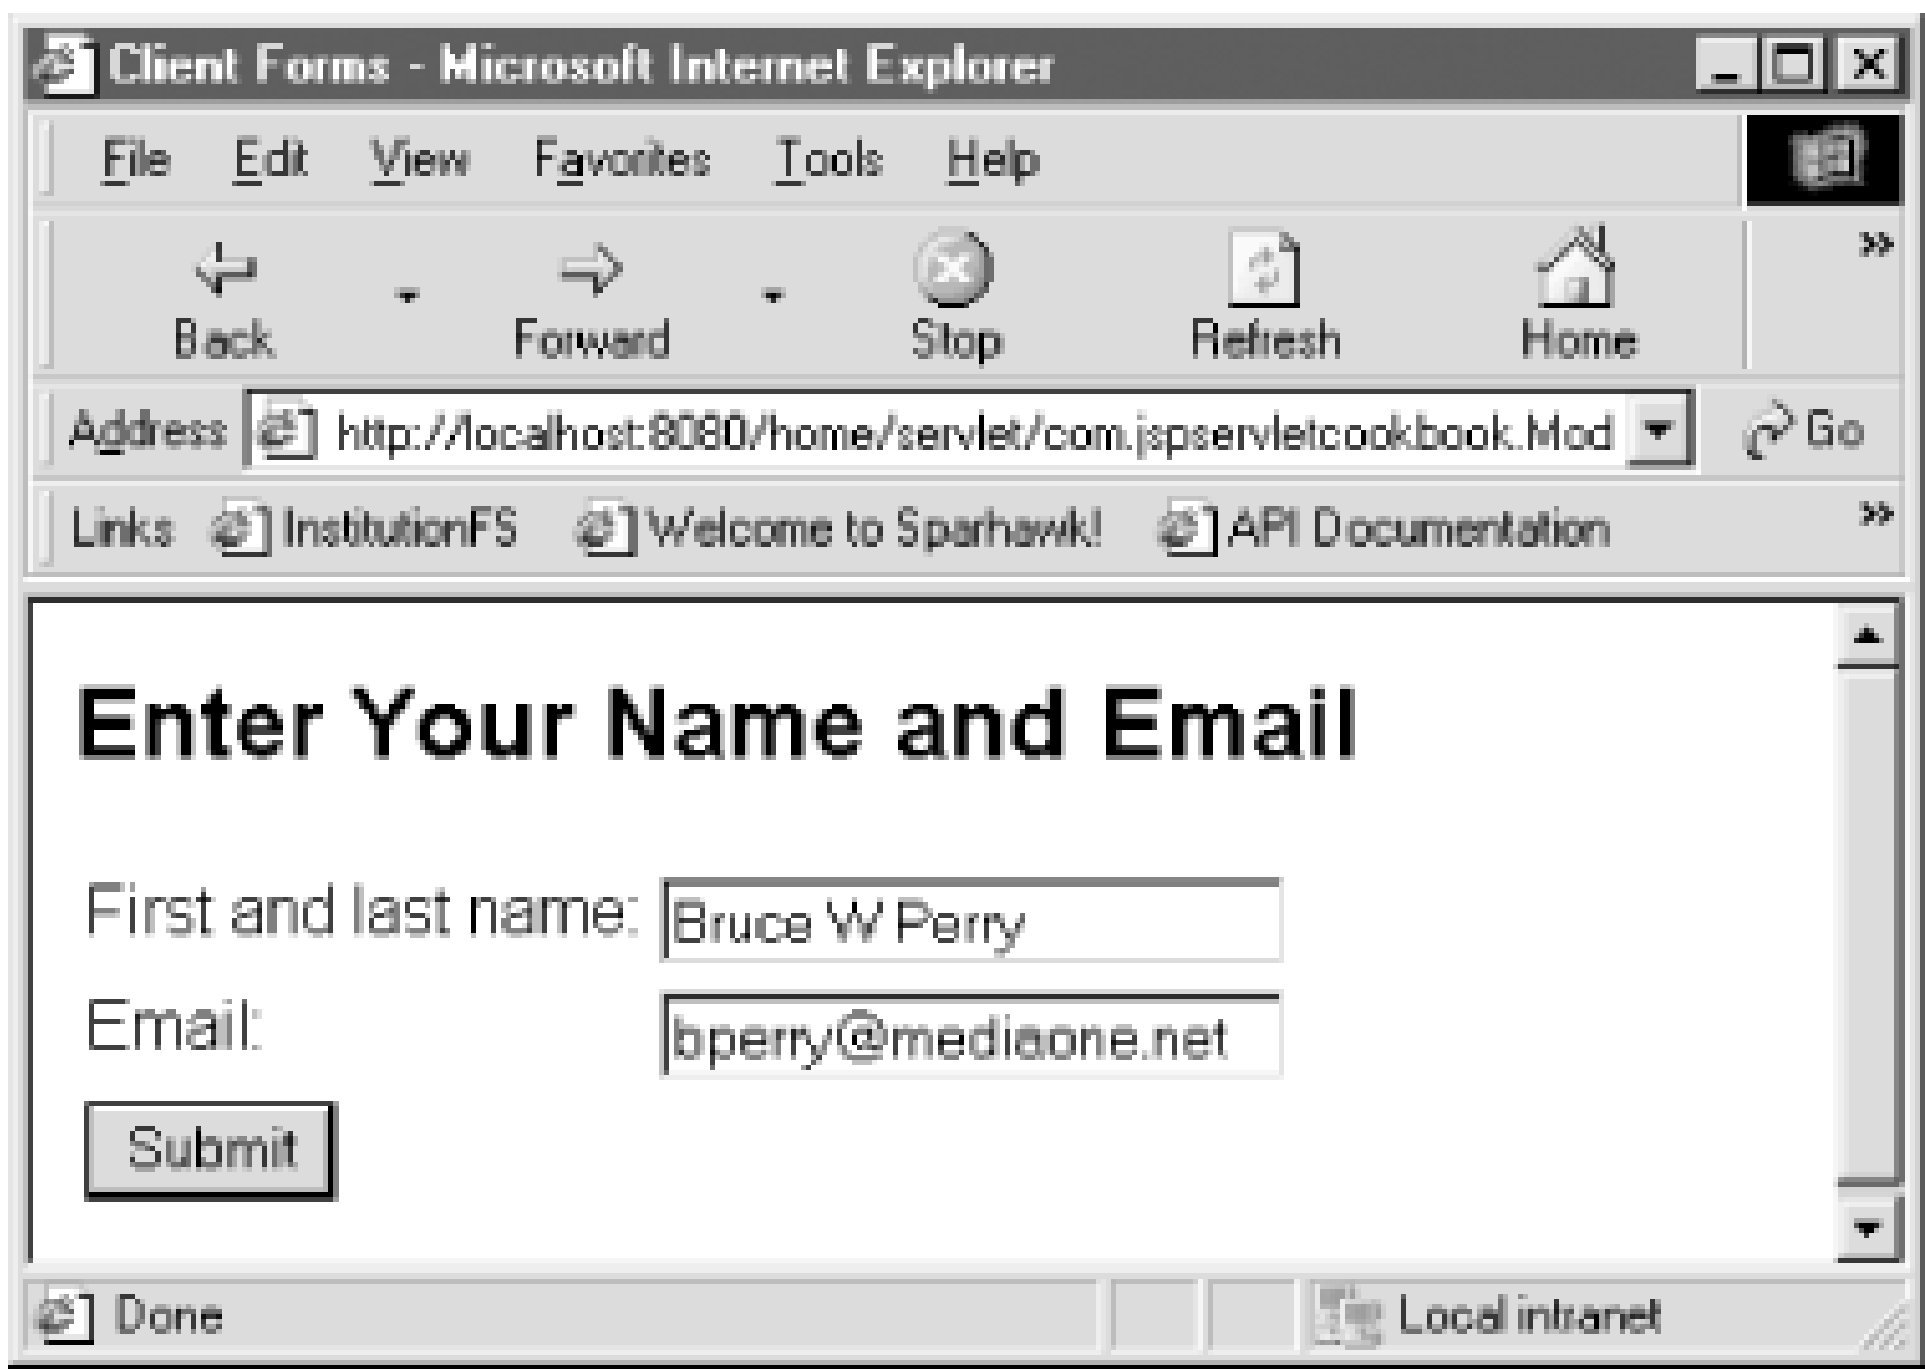 Client Forms - Microsoft Internet Explorer
File Edit View Favorites Tools Help
Back Forward Stop Refresh Home »
Address http://localhost:8080/home/servlet/com.jspservletcookbook.Mod Go
Links InstitutionFS Welcome to Sparhawk! API Documentation »
Enter Your Name and Email
First and last name: Bruce W Perry
Email: bperry@mediaone.net
Submit
Done Local intranet